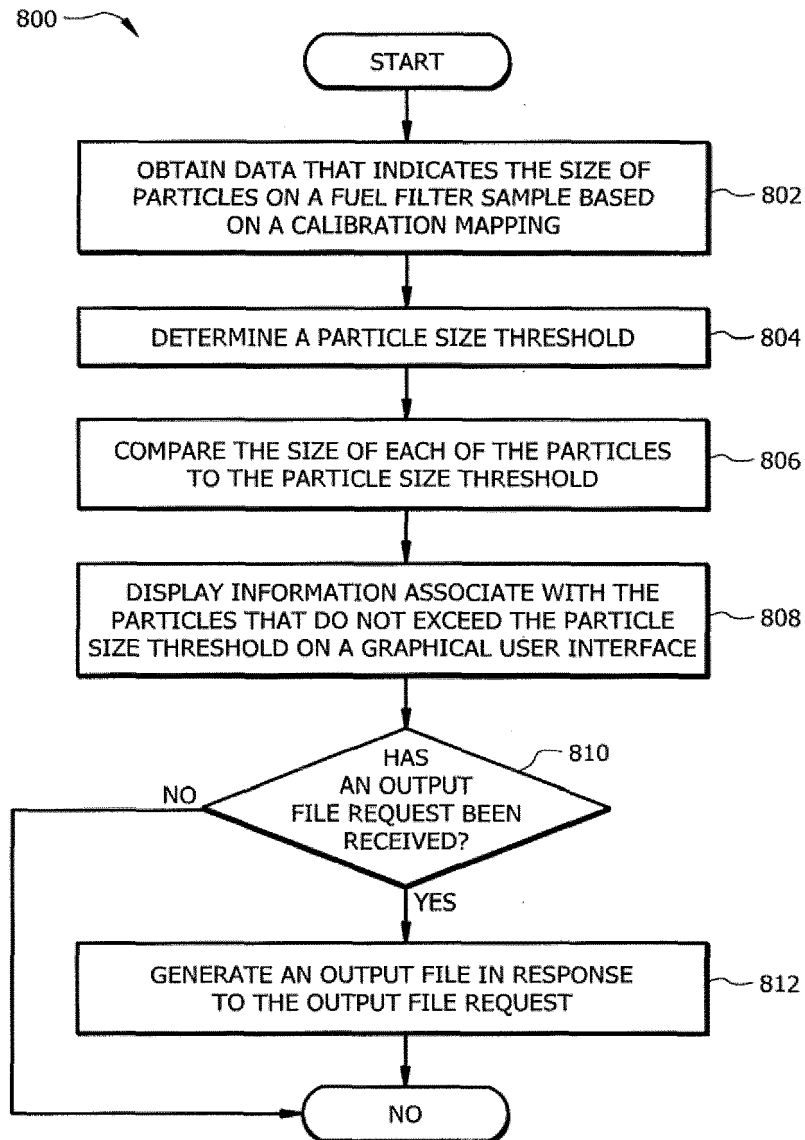 800
START
OBTAIN DATA THAT INDICATES THE SIZE OF
PARTICLES ON A FUEL FILTER SAMPLE BASED
ON A CALIBRATION MAPPING
802
DETERMINE A PARTICLE SIZE THRESHOLD
804
COMPARE THE SIZE OF EACH OF THE PARTICLES
TO THE PARTICLE SIZE THRESHOLD
806
DISPLAY INFORMATION ASSOCIATE WITH THE
PARTICLES THAT DO NOT EXCEED THE PARTICLE
SIZE THRESHOLD ON A GRAPHICAL USER INTERFACE
808
HAS
AN OUTPUT
FILE REQUEST BEEN
RECEIVED?
810
NO
YES
GENERATE AN OUTPUT FILE IN RESPONSE
TO THE OUTPUT FILE REQUEST
812
NO